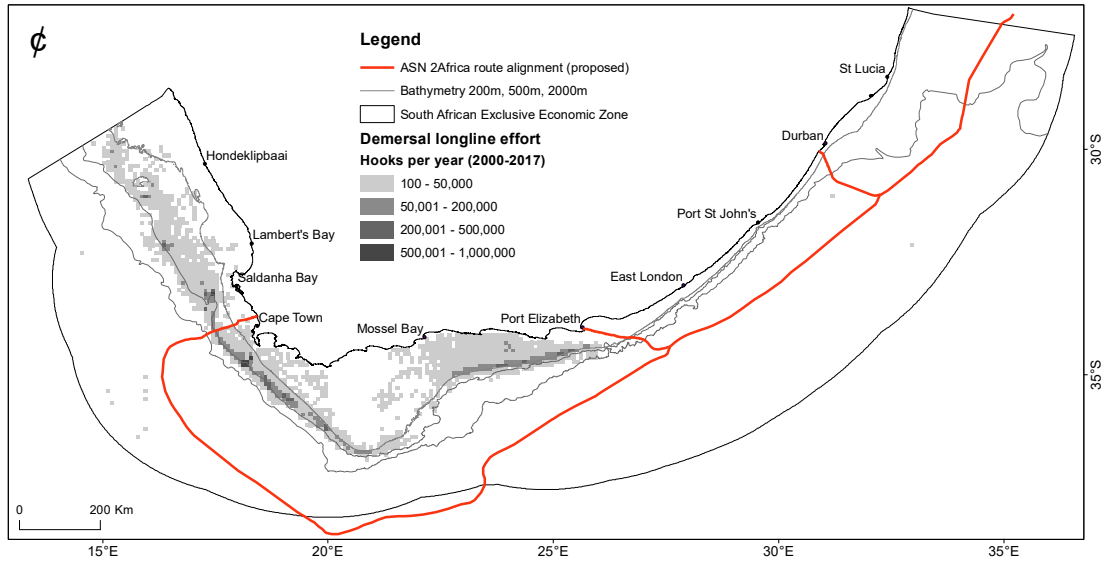 ¢
Legend
ASN 2Africa route alignment (proposed)
Bathymetry 200m, 500m, 2000m
South African Exclusive Economic Zone
Demersal longline effort
Hooks per year (2000-2017)
100 - 50,000
50,001 - 200,000
200,001 - 500,000
500,001 - 1,000,000
St Lucia
Durban
30°S
Hondeklipbaai
Port St John's
Lambert's Bay
East London
Saldanha Bay
Cape Town
Port Elizabeth
Mossel Bay
35°S
0 200 Km
15°E 20°E 25°E 30°E 35°E